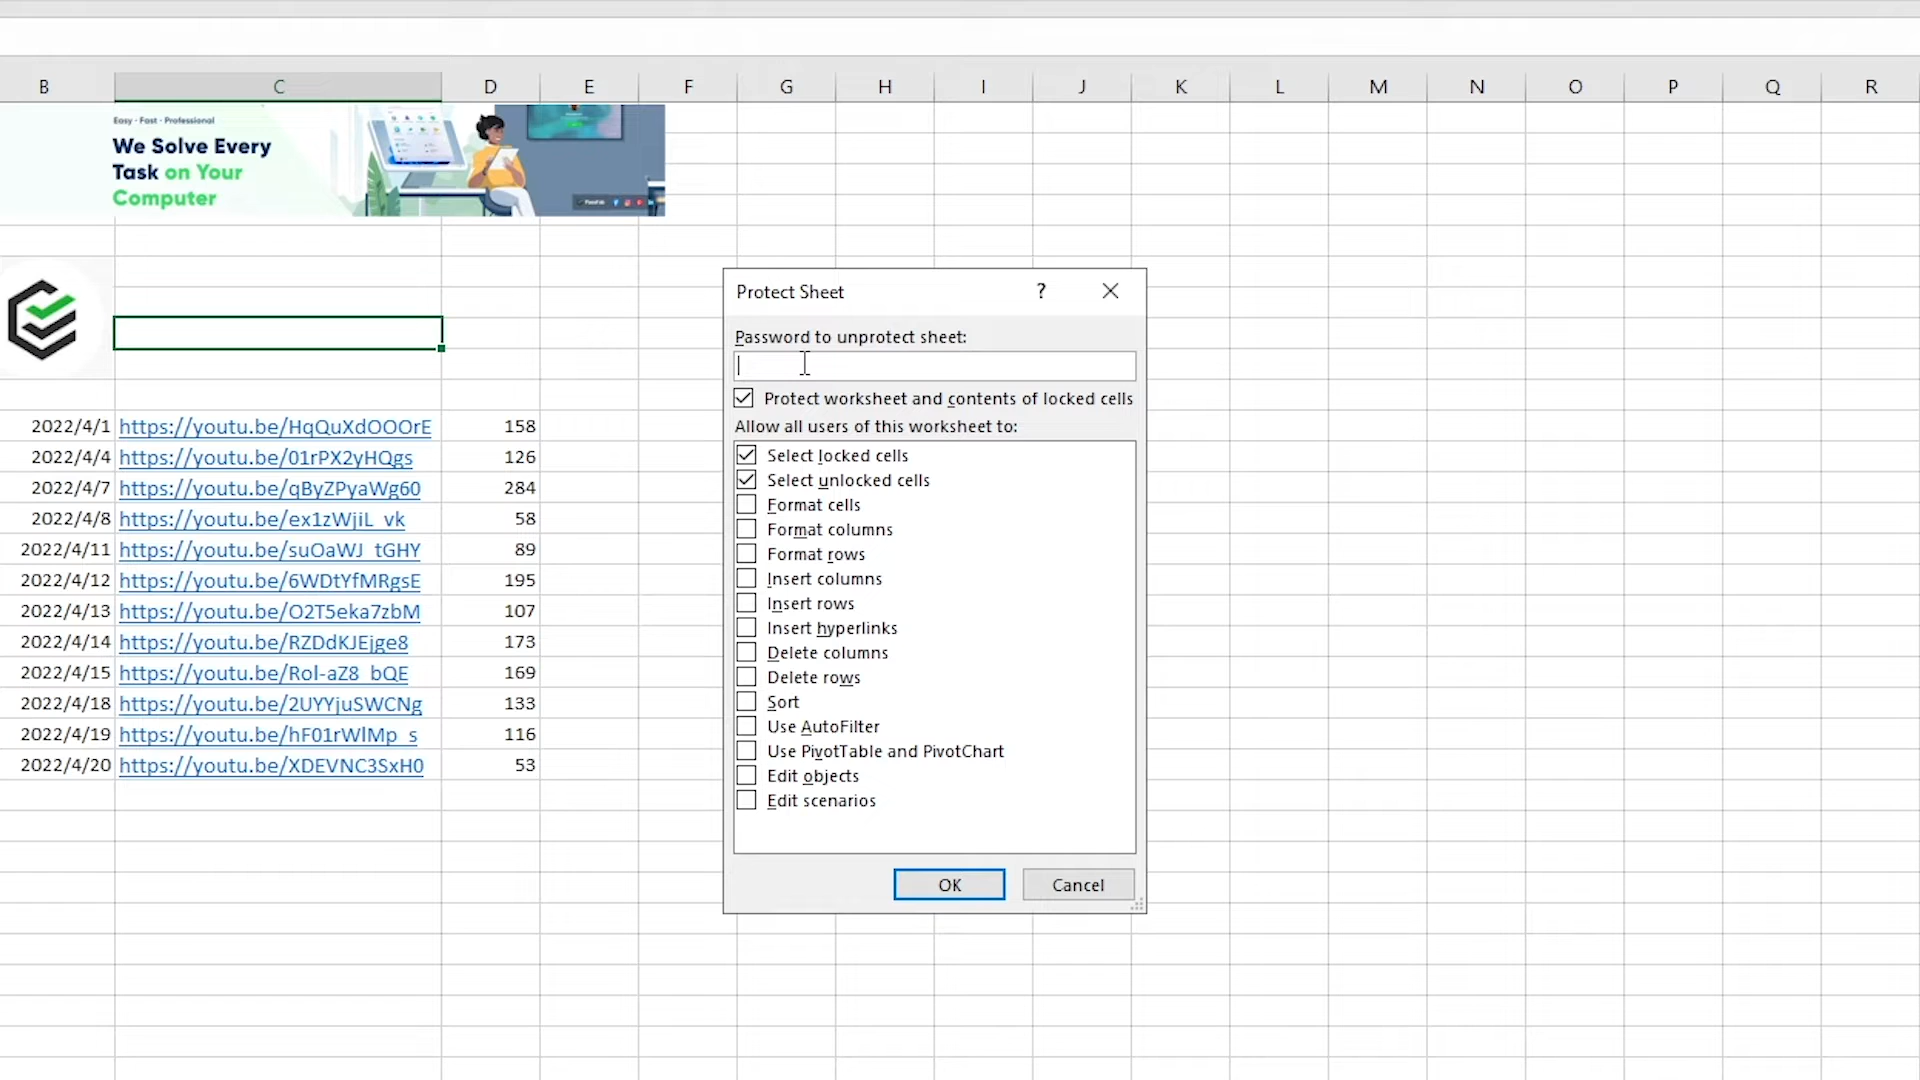 B C D E F G H I J K L M N O P Q R
Easy - Fast - Professional
We Solve Every
Task on Your
Computer
Protect Sheet ?
Password to unprotect sheet:
Protect worksheet and contents of locked cells
Allow all users of this worksheet to:
Select locked cells
Select unlocked cells
Format cells
Format columns
Format rows
Insert columns
Insert rows
Insert hyperlinks
Delete columns
Delete rows
Sort
Use AutoFilter
Use PivotTable and PivotChart
Edit objects
Edit scenarios
OK Cancel
2022/4/1 https://youtu.be/HqQuXdOOOrE 158
2022/4/4 https://youtu.be/01rPX2yHQgs 126
2022/4/7 https://youtu.be/qByZPyaWg60 284
2022/4/8 https://youtu.be/ex1zWjiL_vk 58
2022/4/11 https://youtu.be/suOaWJ_tGHY 89
2022/4/12 https://youtu.be/6WDtYfMRgsE 195
2022/4/13 https://youtu.be/O2T5eka7zbM 107
2022/4/14 https://youtu.be/RZDdKJEjge8 173
2022/4/15 https://youtu.be/RoI-aZ8_bQE 169
2022/4/18 https://youtu.be/2UYYjuSWCNg 133
2022/4/19 https://youtu.be/hF01rWlMp_s 116
2022/4/20 https://youtu.be/XDEVNC3SxH0 53